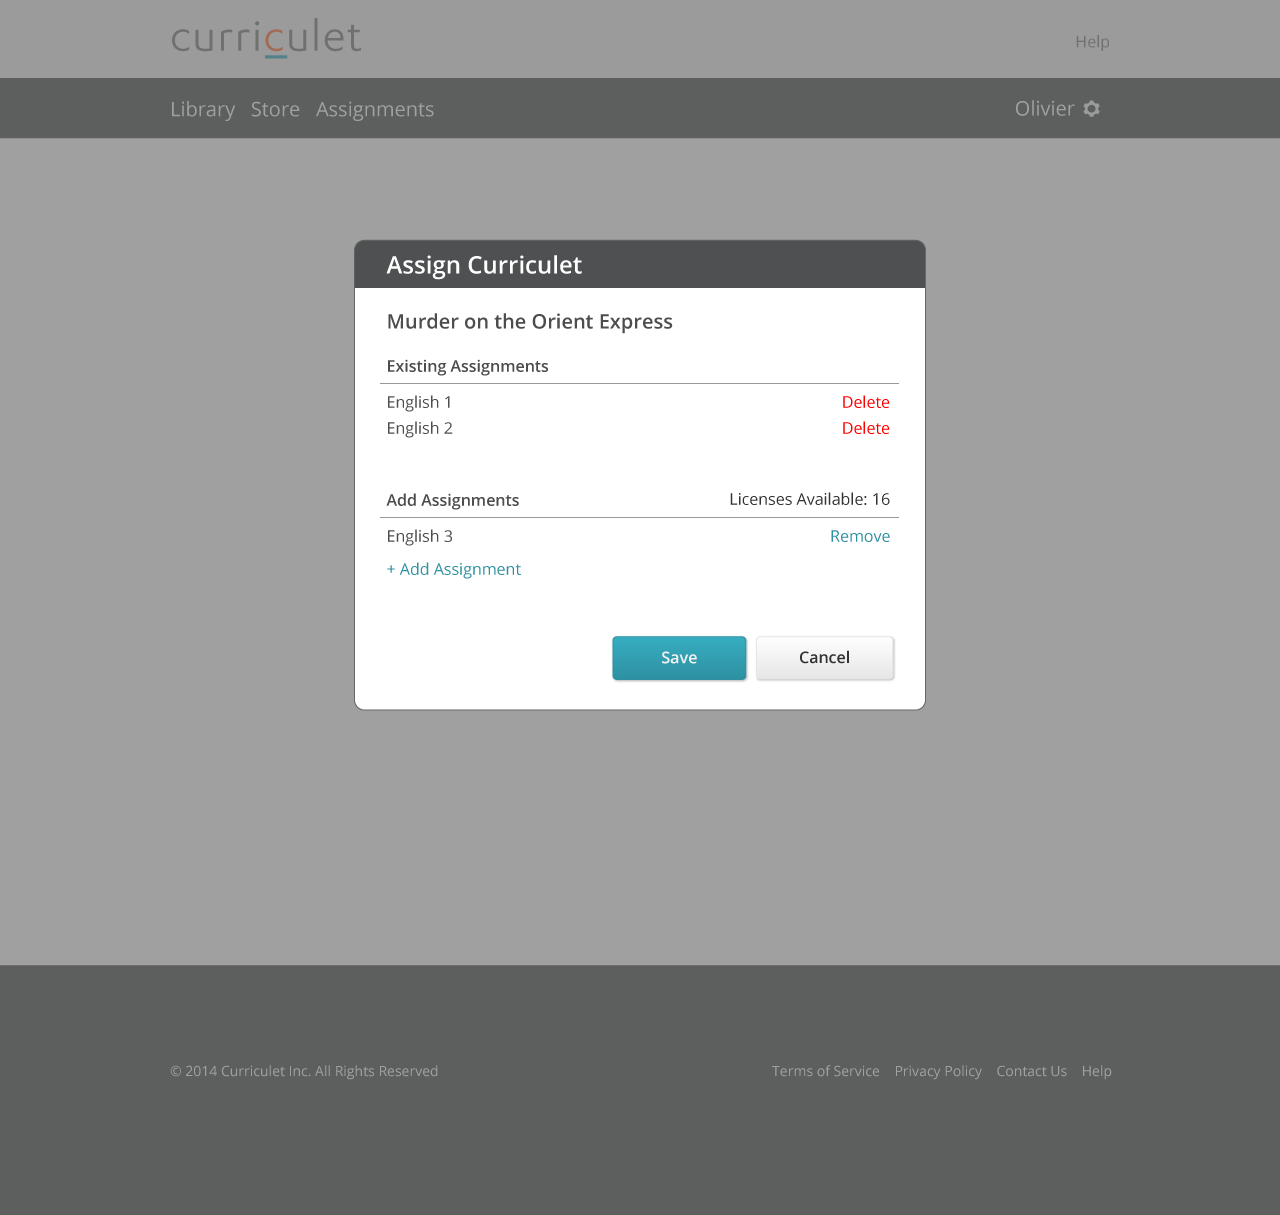 curriculet
Help
Library Store Assignments
Olivier
Assign Curriculet
Murder on the Orient Express
Existing Assignments
English 1 Delete
English 2 Delete
Add Assignments Licenses Available: 16
English 3 Remove
+ Add Assignment
Save Cancel
© 2014 Curriculet Inc. All Rights Reserved Terms of Service Privacy Policy Contact Us Help